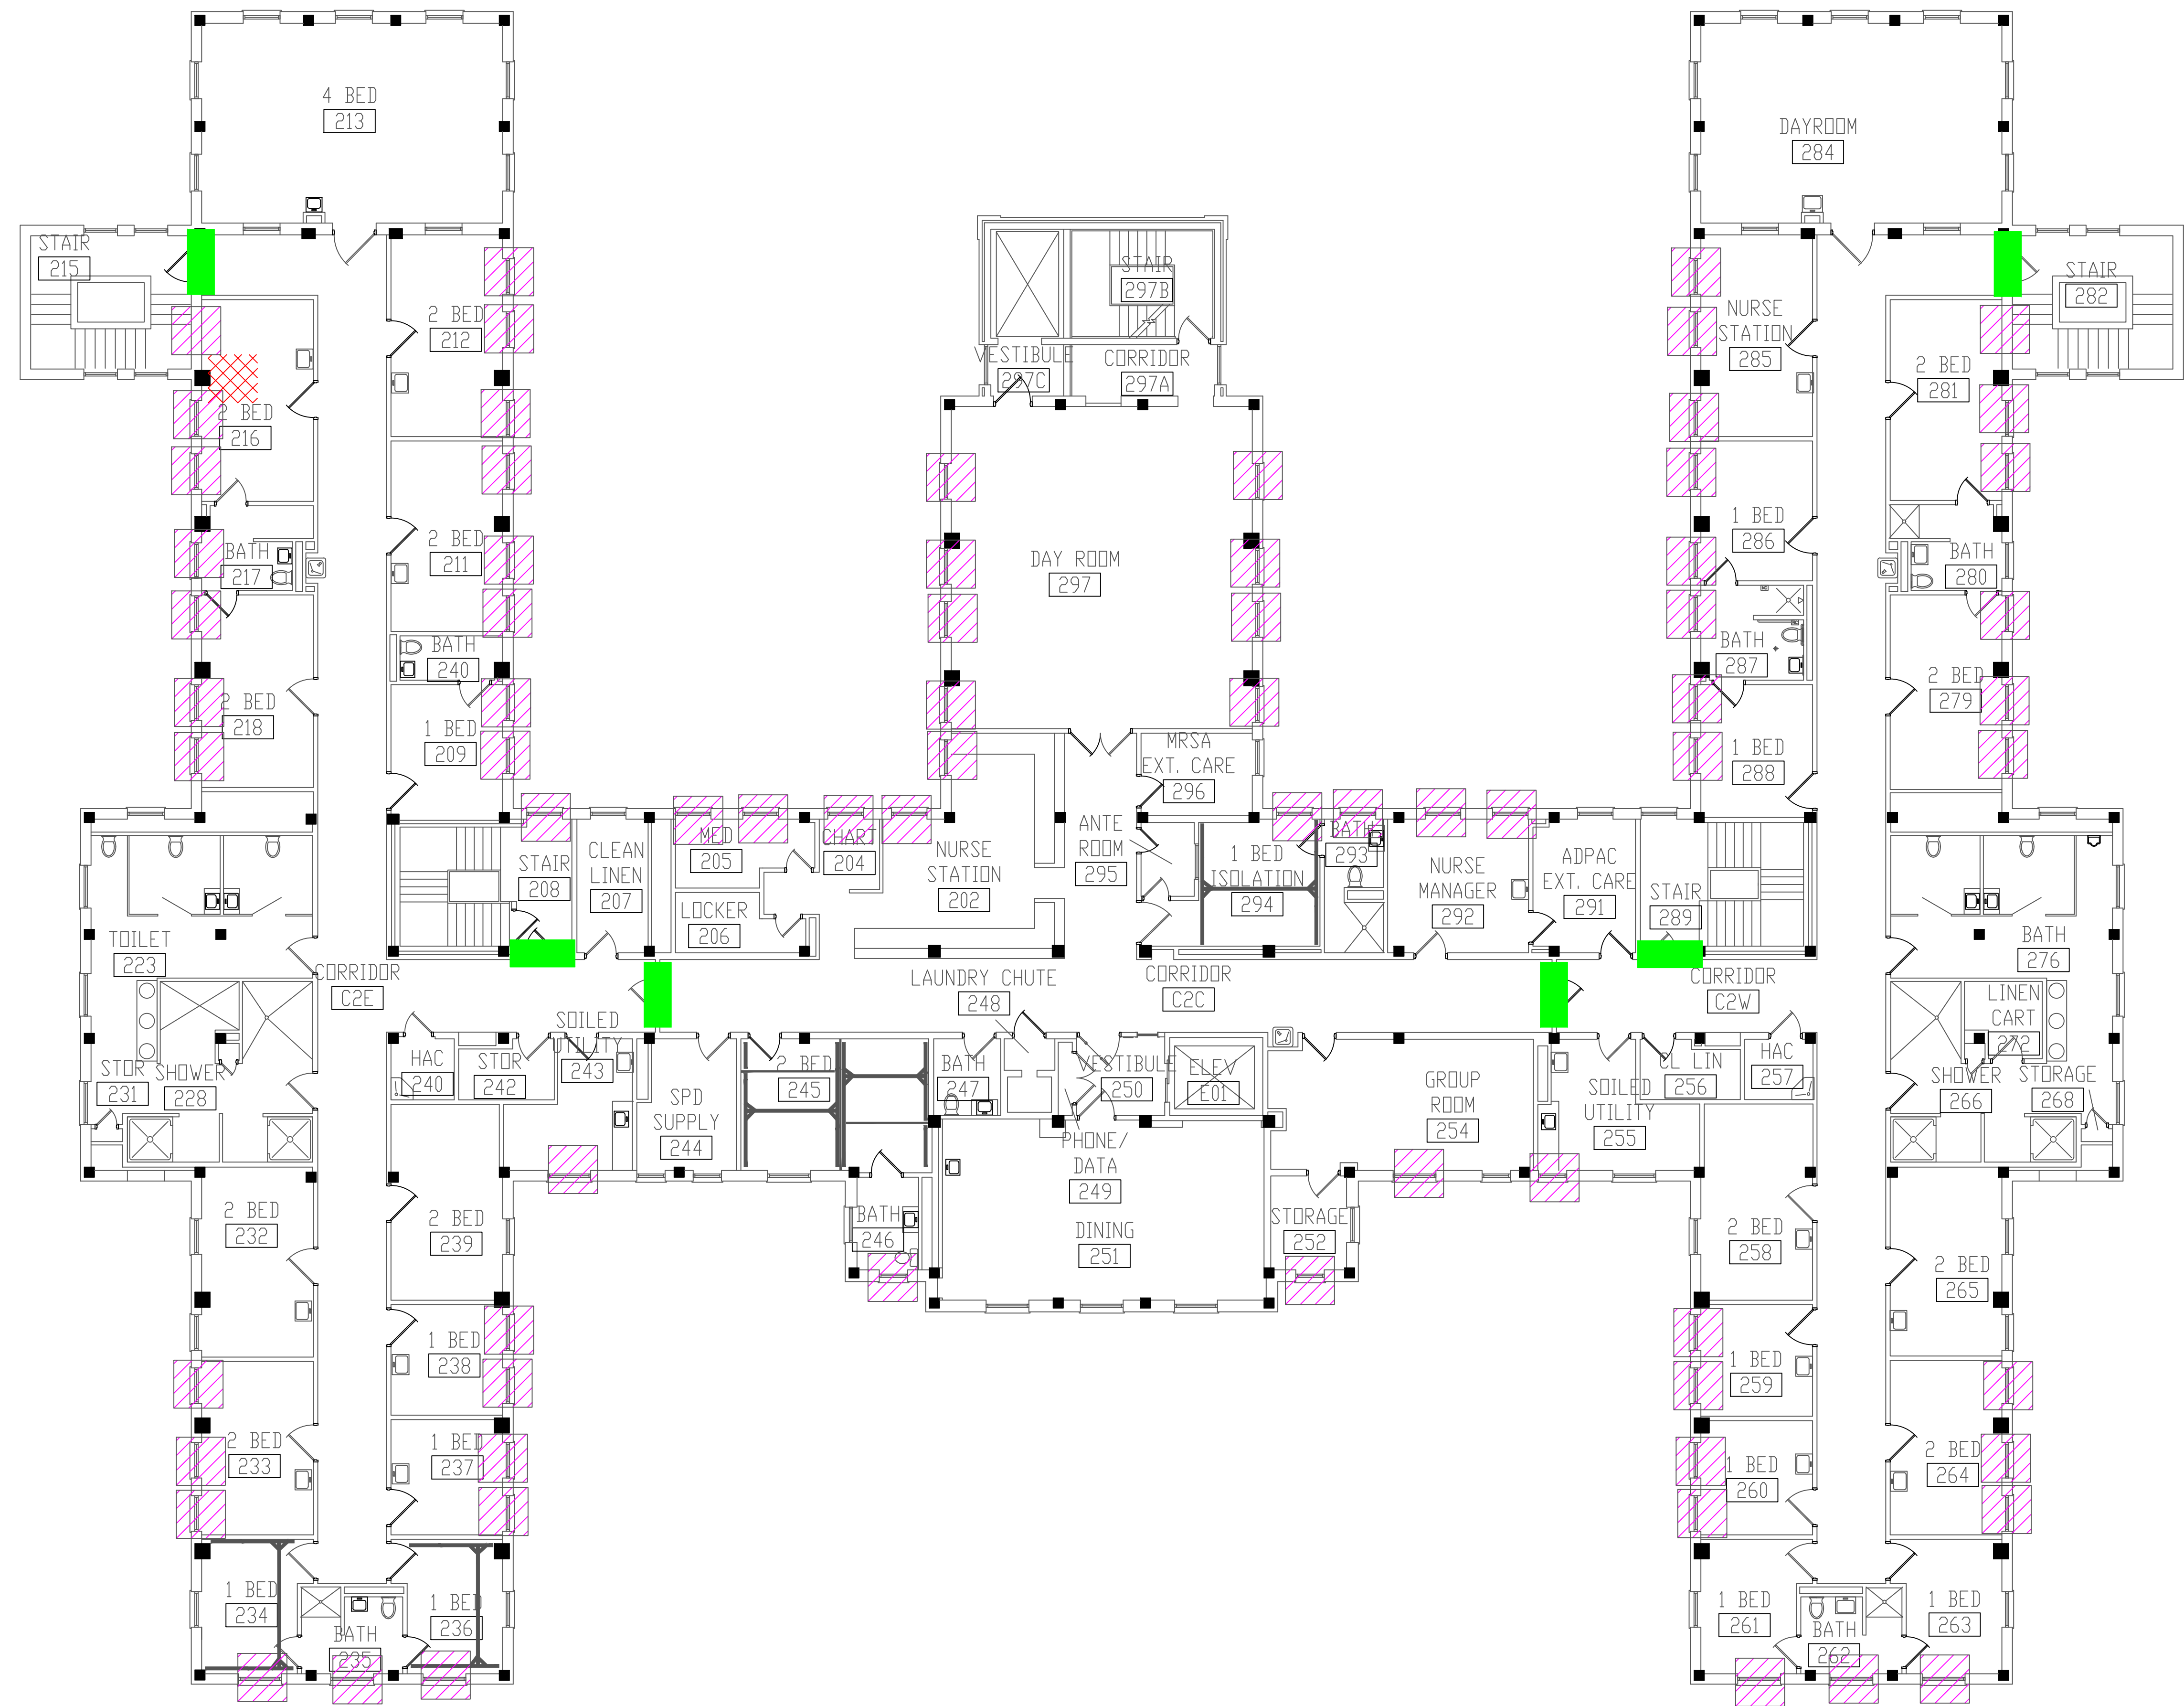 4 BED
213
STAIR
215
2 BED
212
2 BED
216
2 BED
211
BATH
217
BATH
240
2 BED
218
1 BED
209
STAIR
208
CLEAN
LINEN
207
MED
205
CHART
204
LOCKER
206
NURSE
STATION
202
TOILET
223
CORRIDOR
C2E
STOR
231
SHOWER
228
HAC
240
STOR
242
SOILED
UTILITY
243
SPD
SUPPLY
244
2 BED
245
BATH
247
BATH
246
2 BED
232
2 BED
239
1 BED
238
2 BED
233
1 BED
237
1 BED
234
BATH
235
1 BED
236
STAIR
297B
VESTIBULE
297C
CORRIDOR
297A
DAY ROOM
297
MRSA
EXT. CARE
296
ANTE
ROOM
295
1 BED
ISOLATION
294
BATH
293
NURSE
MANAGER
292
ADPAC
EXT. CARE
291
STAIR
289
LAUNDRY CHUTE
248
CORRIDOR
C2C
CORRIDOR
C2W
VESTIBULE
250
ELEV
E01
PHONE/
DATA
249
DINING
251
STORAGE
252
GROUP
ROOM
254
SOILED
UTILITY
255
CL LIN
256
HAC
257
DAYROOM
284
STAIR
282
NURSE
STATION
285
2 BED
281
1 BED
286
BATH
280
BATH
287
2 BED
279
1 BED
288
BATH
276
LINEN
CART
272
SHOWER
266
STORAGE
268
2 BED
258
2 BED
265
1 BED
259
1 BED
260
2 BED
264
1 BED
261
BATH
262
1 BED
263